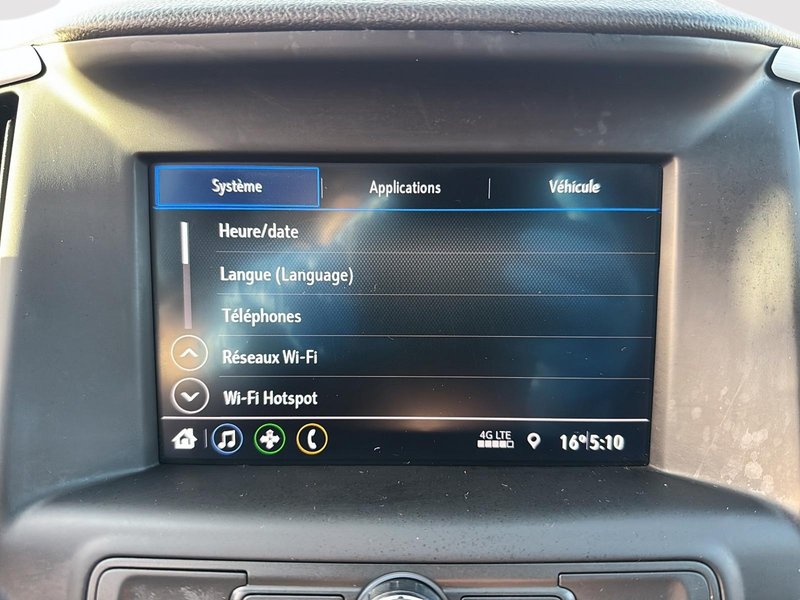 Système Applications Véhicule
Heure/date
Langue (Language)
Téléphones
Réseaux Wi-Fi
Wi-Fi Hotspot
4G LTE
16° 5:10